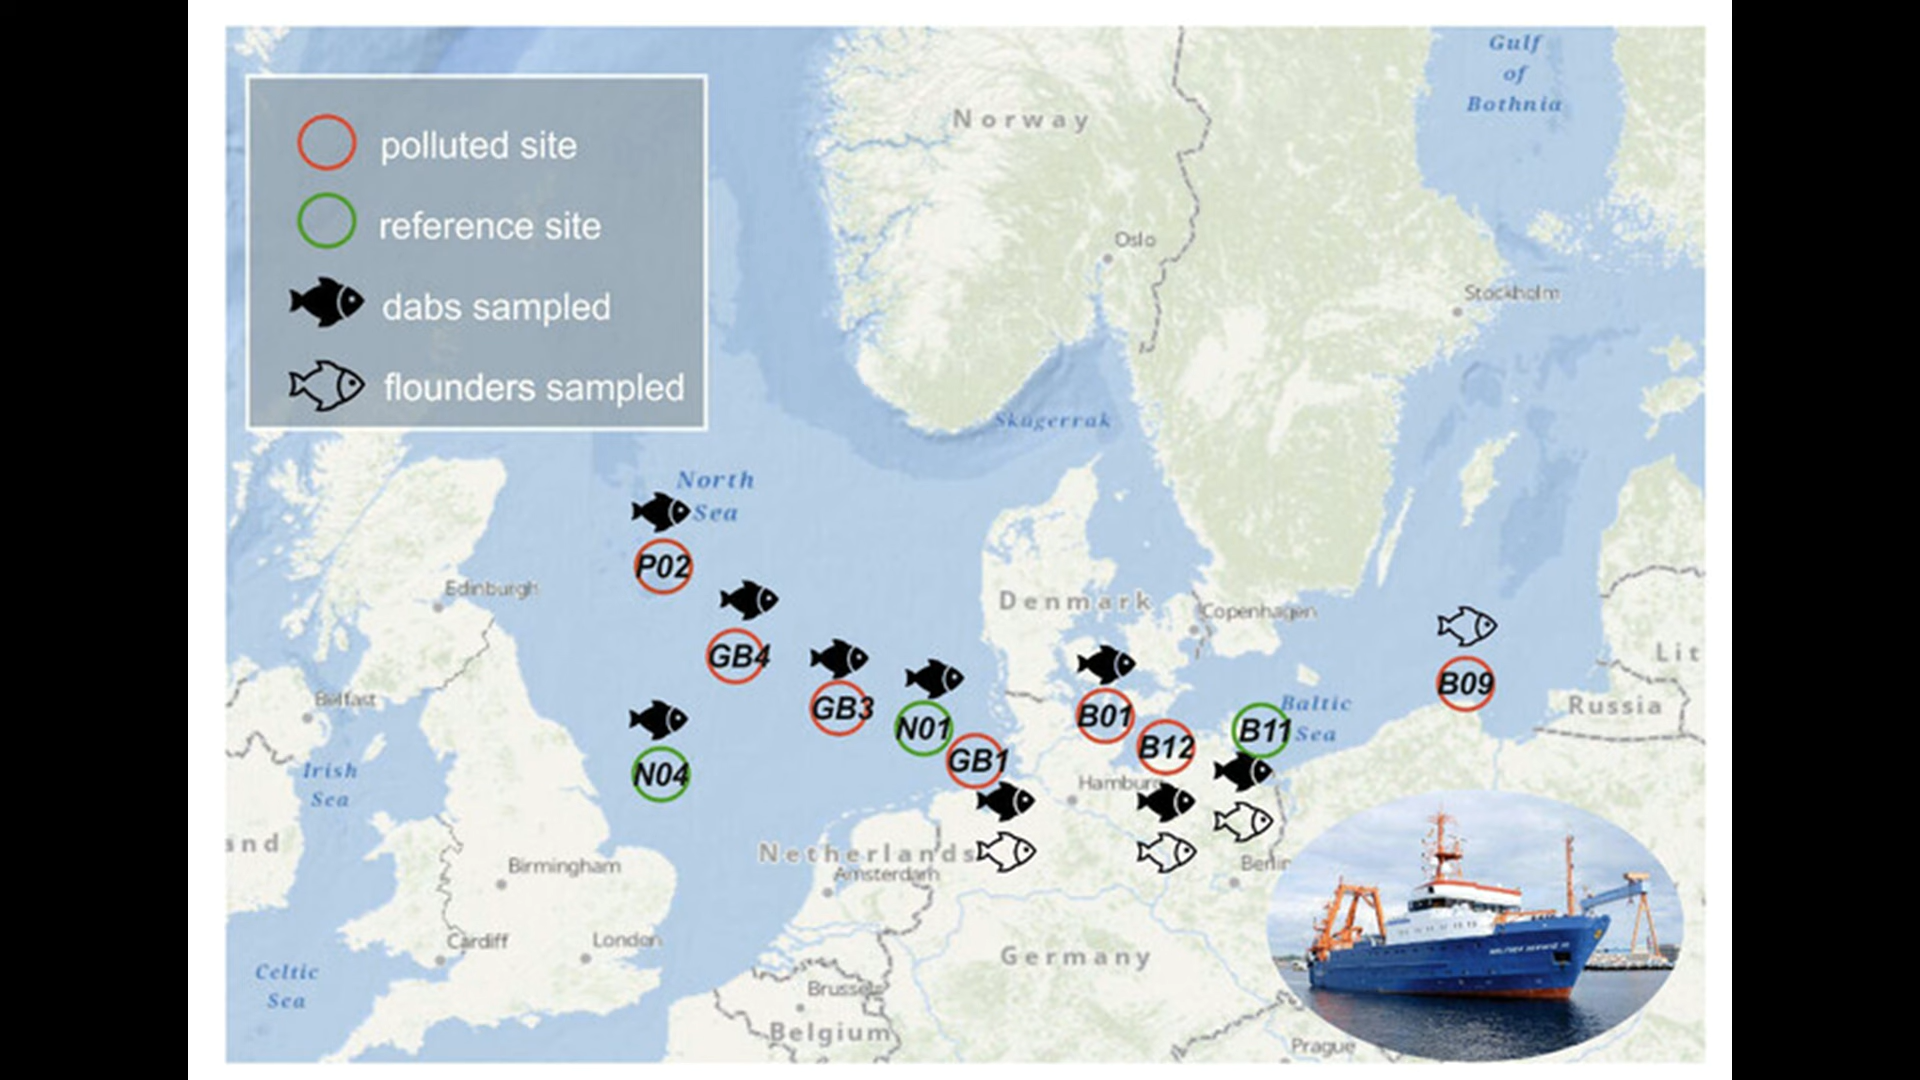 Gulf
of
Bothnia
Norway
polluted site
reference site
Oslo
Stockholm
dabs sampled
flounders sampled
Skagerrak
North
Sea
P02
Edinburgh
Denmark
Copenhagen
GB4
Lit
B09
Belfast
GB3
N01
B01
B11
Baltic
Sea
Russia
B12
GB1
Irish
Sea
N04
Hamburg
and
Netherlands
Birmingham
Amsterdam
Berlin
Cardiff
London
Germany
Celtic
Sea
Brussels
Belgium
Prague